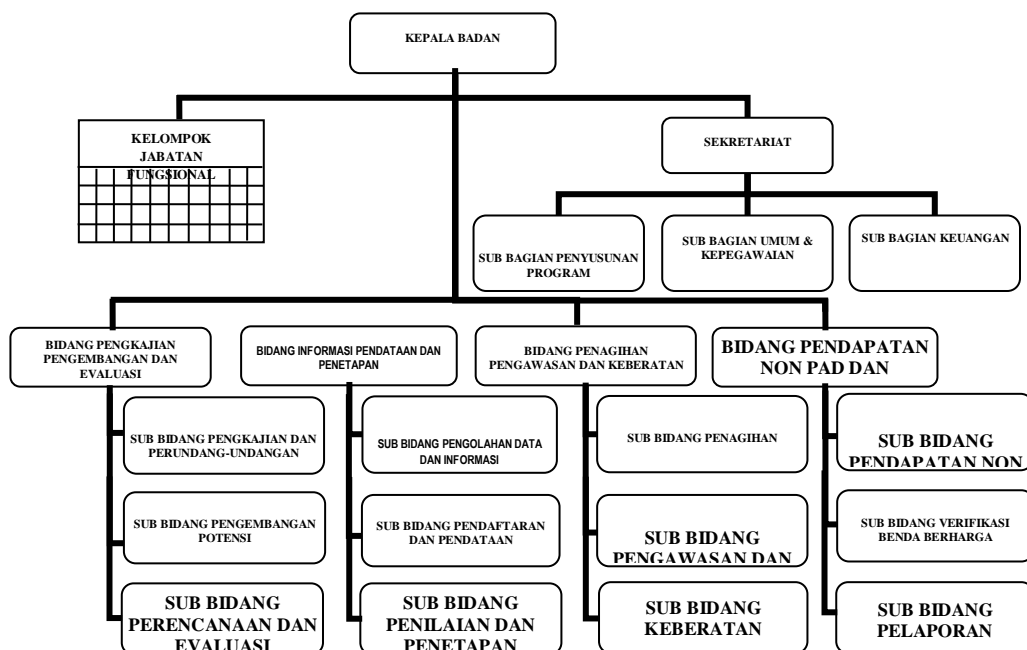 KEPALA BADAN
KELOMPOK
JABATAN
FUNGSIONAL
SEKRETARIAT
SUB BAGIAN PENYUSUNAN
PROGRAM
SUB BAGIAN UMUM &
KEPEGAWAIAN
SUB BAGIAN KEUANGAN
BIDANG PENGKAJIAN
PENGEMBANGAN DAN
EVALUASI
BIDANG INFORMASI PENDATAAN DAN
PENETAPAN
BIDANG PENAGIHAN
PENGAWASAN DAN KEBERATAN
BIDANG PENDAPATAN
NON PAD DAN
SUB BIDANG PENGKAJIAN DAN
PERUNDANG-UNDANGAN
SUB BIDANG PENGOLAHAN DATA
DAN INFORMASI
SUB BIDANG PENAGIHAN
SUB BIDANG
PENDAPATAN NON
SUB BIDANG PENGEMBANGAN
POTENSI
SUB BIDANG PENDAFTARAN
DAN PENDATAAN
SUB BIDANG
PENGAWASAN DAN
SUB BIDANG VERIFIKASI
BENDA BERHARGA
SUB BIDANG
PERENCANAAN DAN
EVALUASI
SUB BIDANG
PENILAIAN DAN
PENETAPAN
SUB BIDANG
KEBERATAN
SUB BIDANG
PELAPORAN